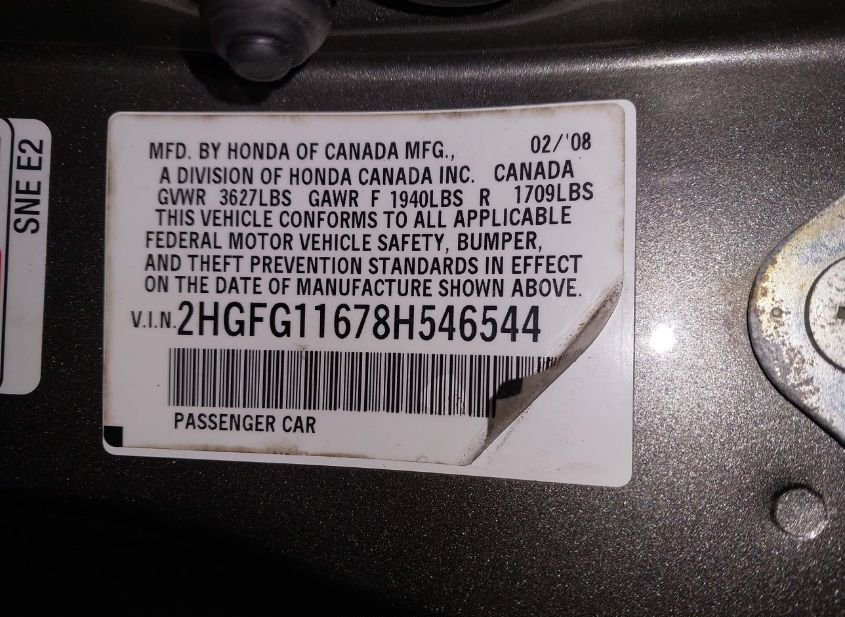 SNE E2
MFD. BY HONDA OF CANADA MFG., 02/'08
A DIVISION OF HONDA CANADA INC. CANADA
GVWR 3627LBS GAWR F 1940LBS R 1709LBS
THIS VEHICLE CONFORMS TO ALL APPLICABLE
FEDERAL MOTOR VEHICLE SAFETY, BUMPER,
AND THEFT PREVENTION STANDARDS IN EFFECT
ON THE DATE OF MANUFACTURE SHOWN ABOVE.
V.I.N. 2HGFG11678H546544
PASSENGER CAR